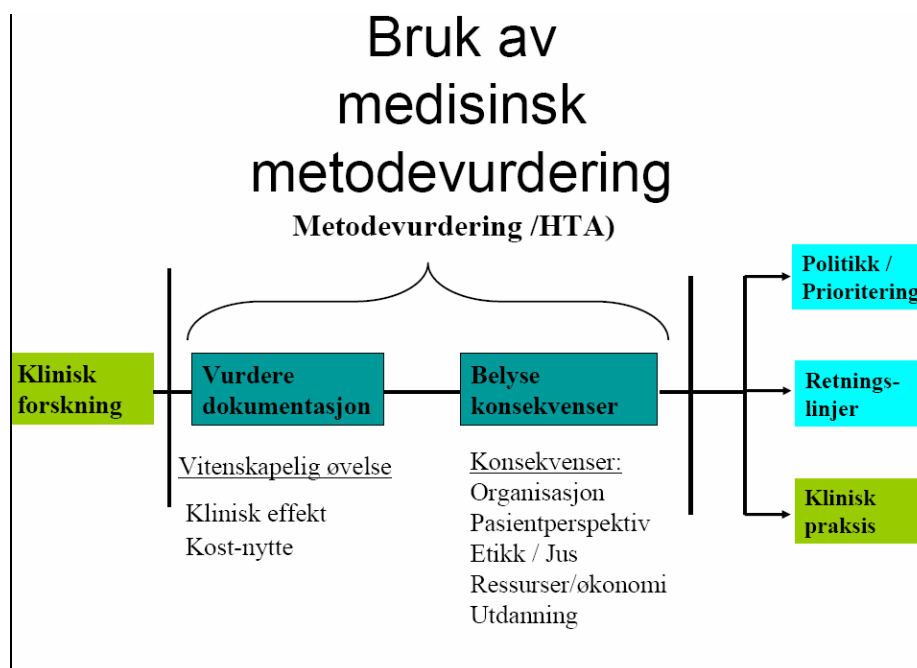 Bruk av
medisinsk
metodevurdering
Metodevurdering /HTA)
Klinisk
forskning
Vurdere
dokumentasjon
Vitenskapelig øvelse
Klinisk effekt
Kost-nytte
Belyse
konsekvenser
Konsekvenser:
Organisasjon
Pasientperspektiv
Etikk / Jus
Ressurser/økonomi
Utdanning
Politikk /
Prioritering
Retnings-
linjer
Klinisk
praksis